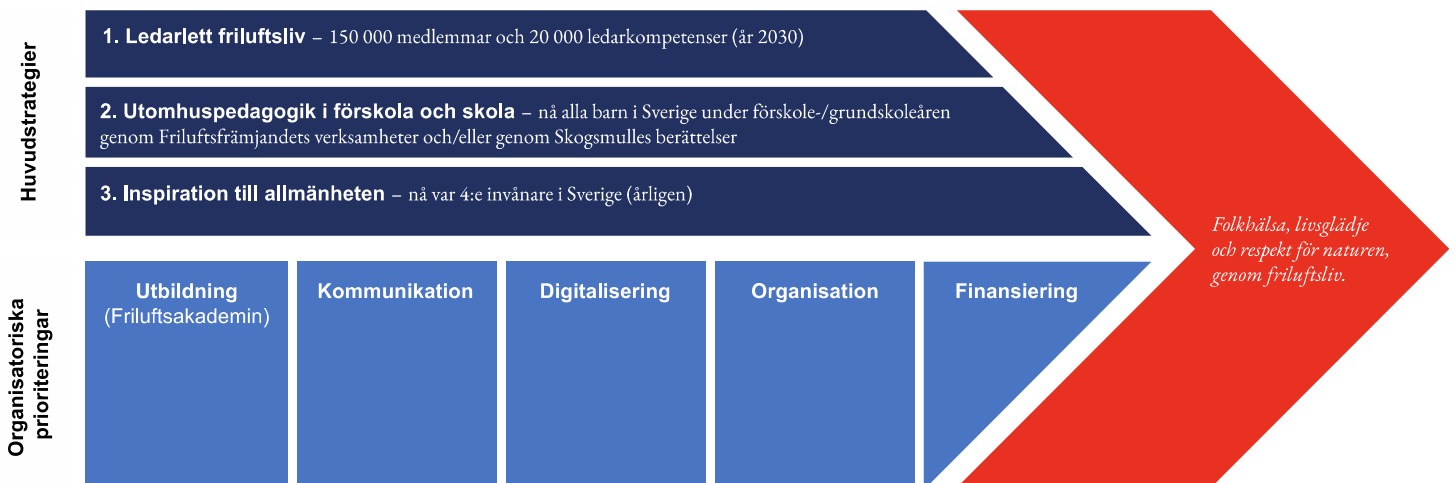 Huvudstrategier
1. Ledarlett friluftsliv – 150 000 medlemmar och 20 000 ledarkompetenser (år 2030)
2. Utomhuspedagogik i förskola och skola – nå alla barn i Sverige under förskole-/grundskoleåren
genom Friluftsfrämjandets verksamheter och/eller genom Skogsmulles berättelser
3. Inspiration till allmänheten – nå var 4:e invånare i Sverige (årligen)
Folkhälsa, livsglädje
och respekt för naturen,
genom friluftsliv.
Organisatoriska
prioriteringar
Utbildning
(Friluftsakademin)
Kommunikation
Digitalisering
Organisation
Finansiering